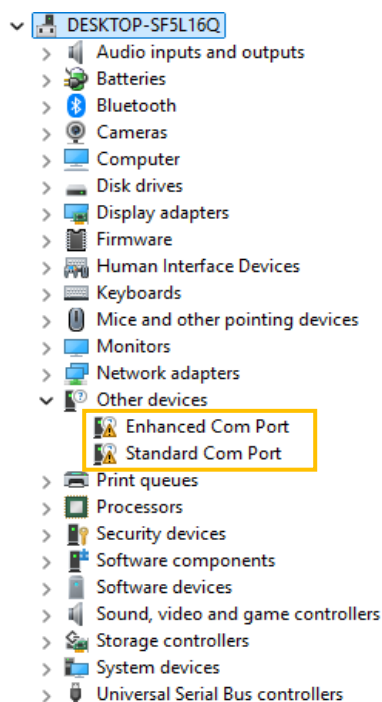 DESKTOP-SF5L16Q
Audio inputs and outputs
Batteries
Bluetooth
Cameras
Computer
Disk drives
Display adapters
Firmware
Human Interface Devices
Keyboards
Mice and other pointing devices
Monitors
Network adapters
Other devices
Enhanced Com Port
Standard Com Port
Print queues
Processors
Security devices
Software components
Software devices
Sound, video and game controllers
Storage controllers
System devices
Universal Serial Bus controllers